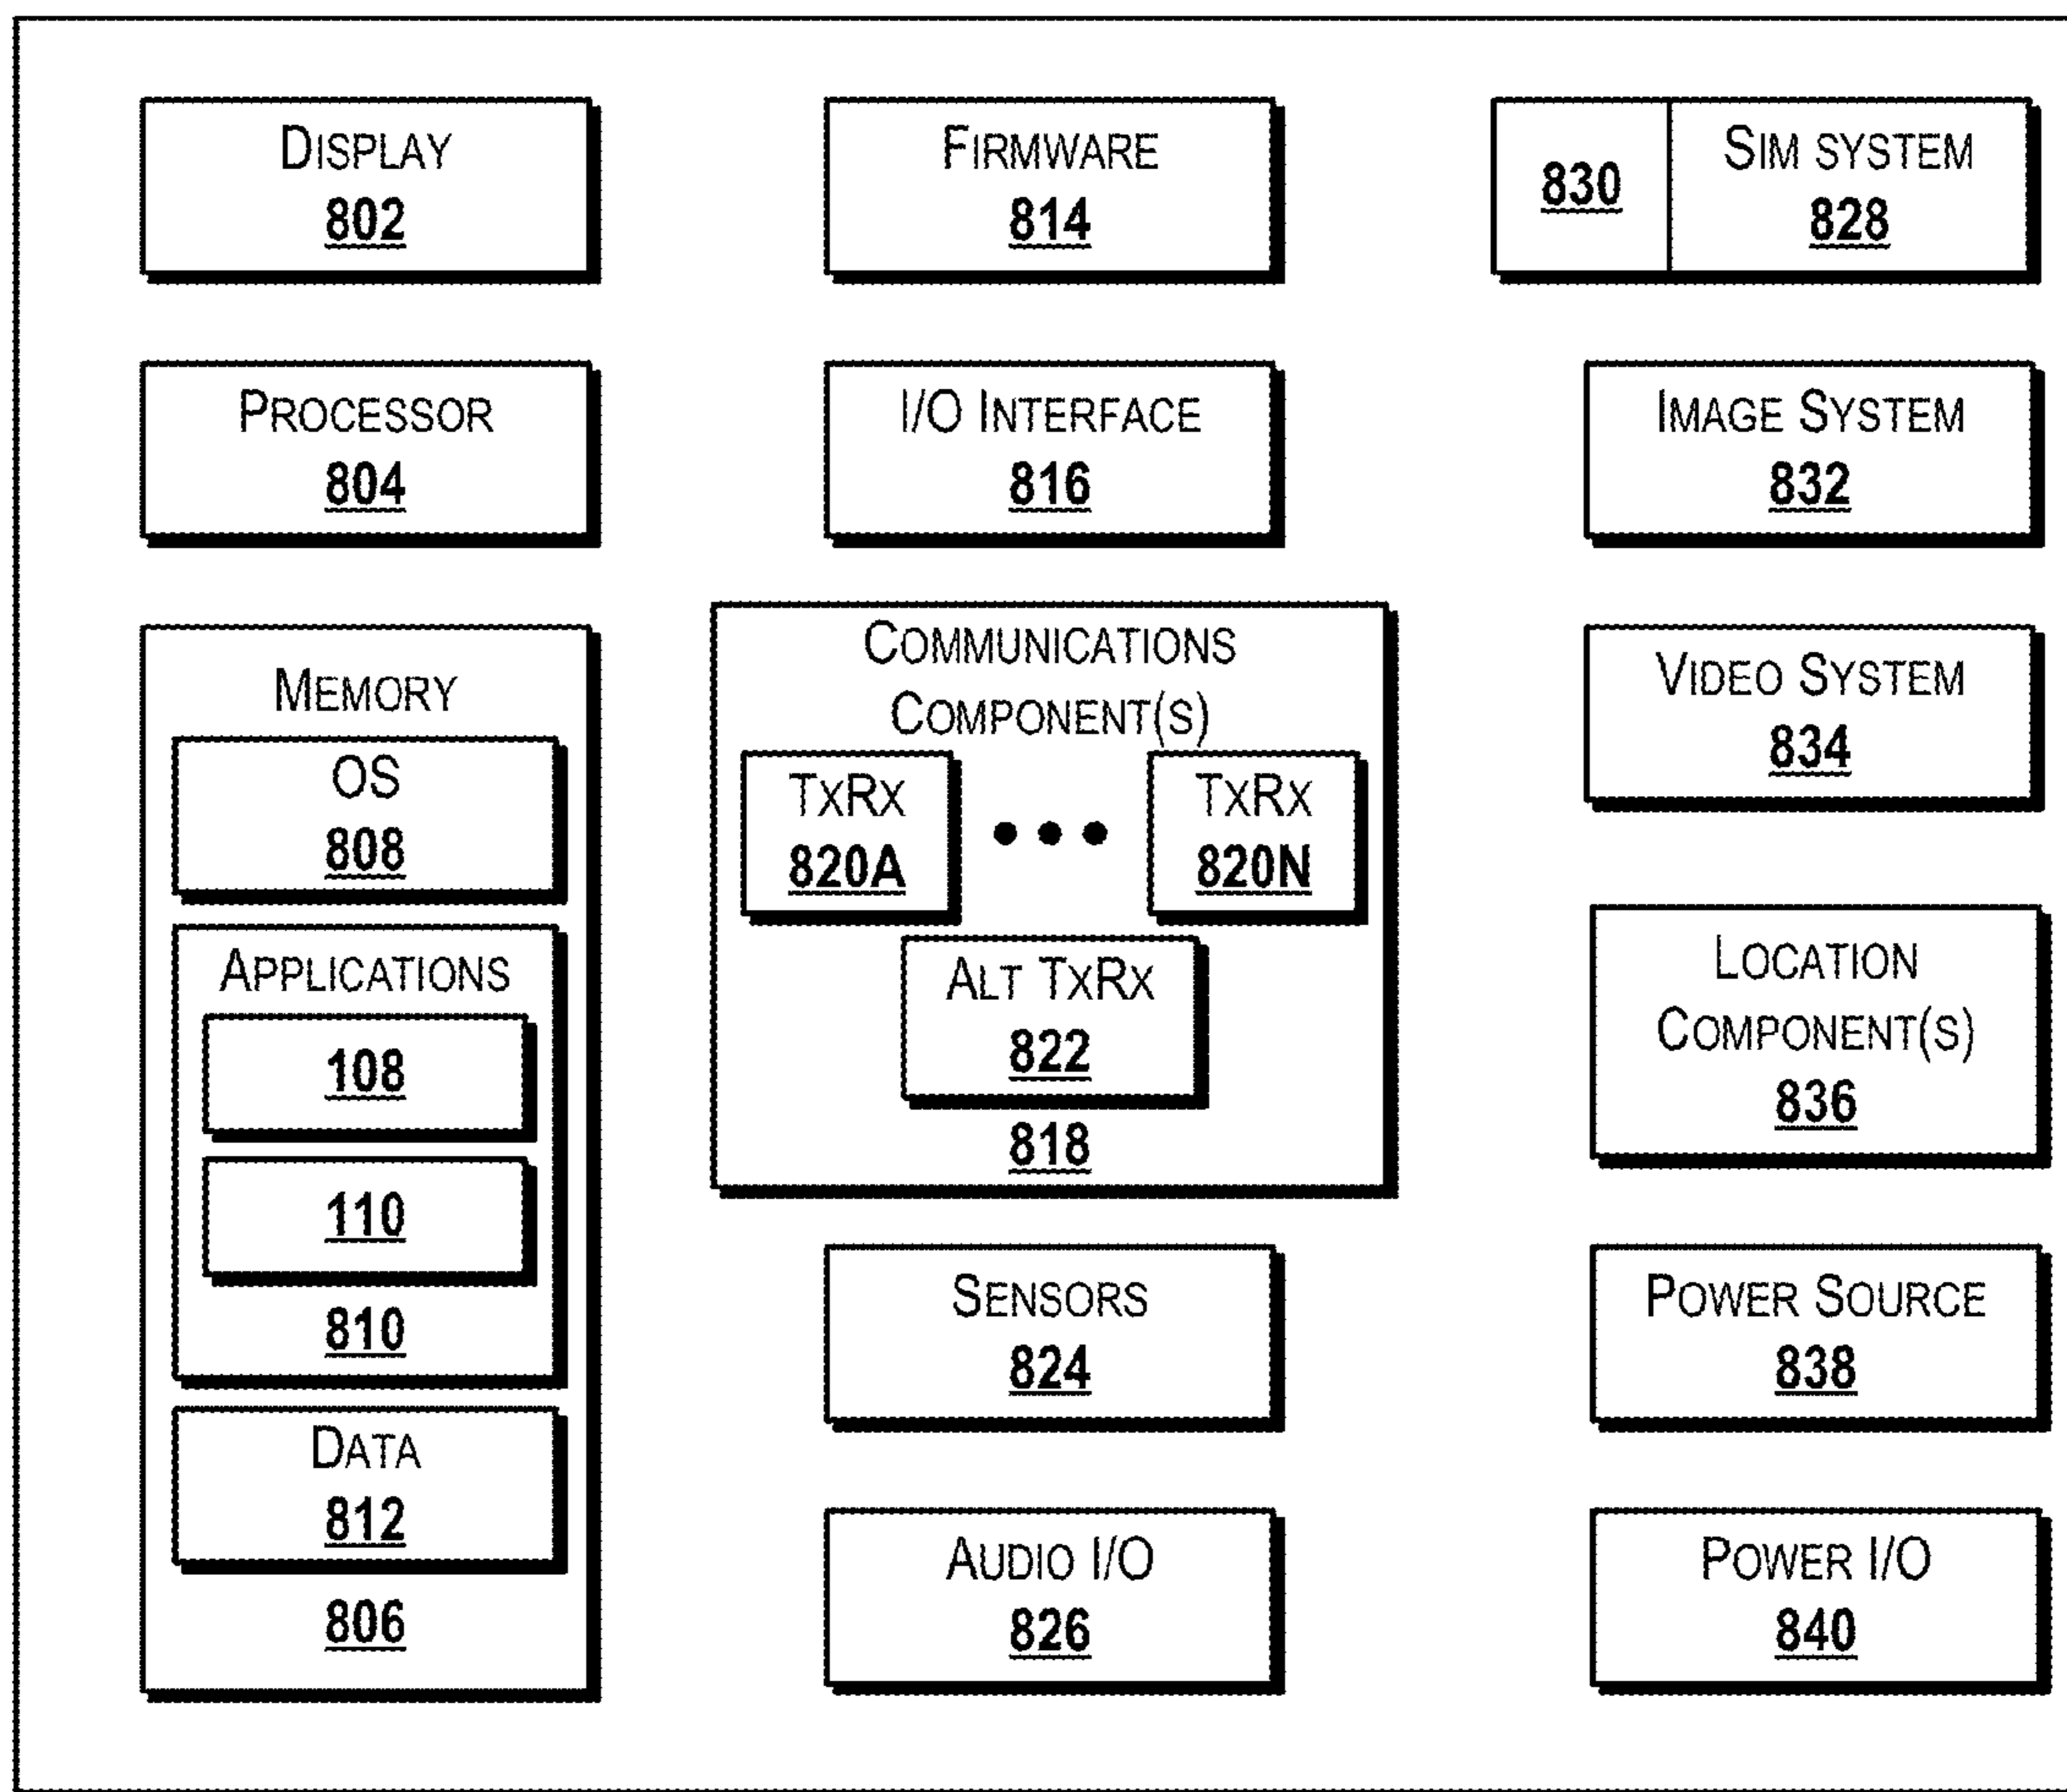 DISPLAY
802
PROCESSOR
804
MEMORY
OS
808
APPLICATIONS
108
110
810
DATA
812
806
FIRMWARE
814
I/O INTERFACE
816
COMMUNICATIONS
COMPONENT(S)
TXRX
820A
TXRX
820N
ALT TXRX
822
818
SENSORS
824
AUDIO I/O
826
830
SIM SYSTEM
828
IMAGE SYSTEM
832
VIDEO SYSTEM
834
LOCATION
COMPONENT(S)
836
POWER SOURCE
838
POWER I/O
840